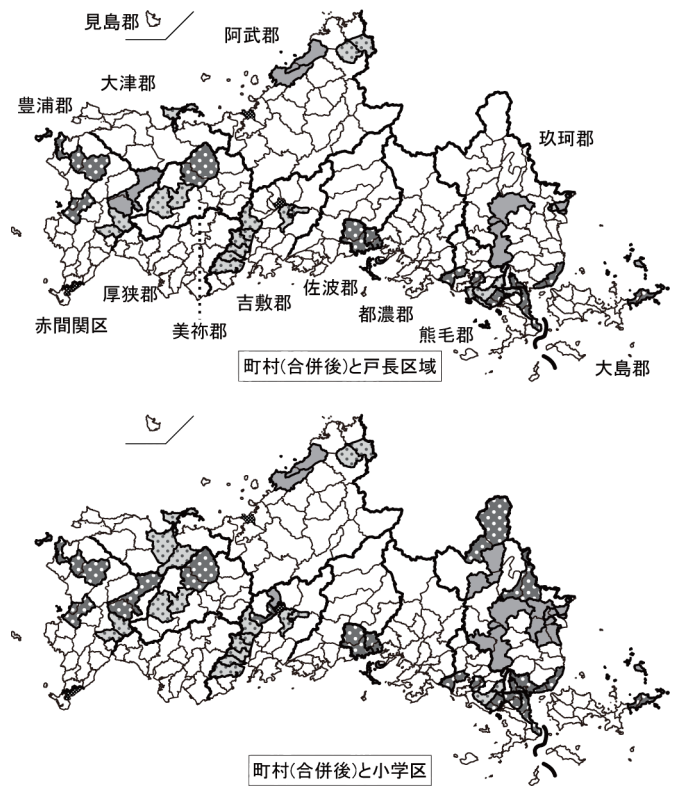 見島郡
阿武郡
大津郡
豊浦郡
玖珂郡
厚狭郡
佐波郡
吉敷郡
都濃郡
赤間関区
美祢郡
熊毛郡
大島郡
町村(合併後)と戸長区域
町村(合併後)と小学区